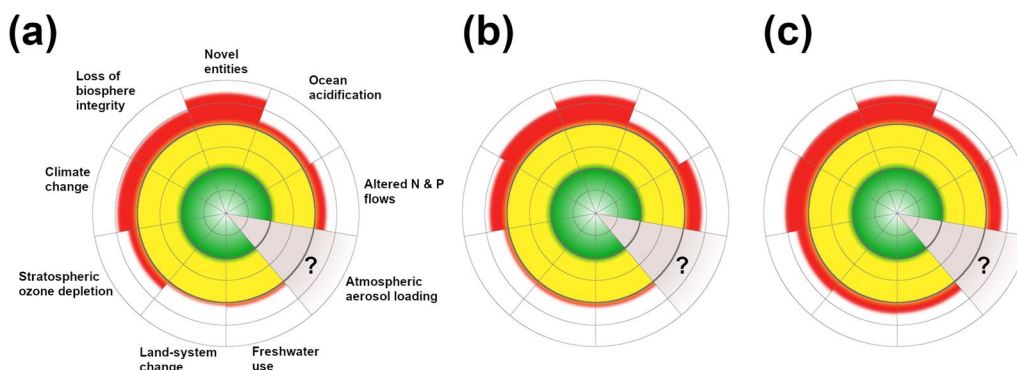 (a)
(b)
(c)
Novel
entities
Loss of
biosphere
integrity
Ocean
acidification
Climate
change
Altered N & P
flows
?
?
?
Stratospheric
ozone depletion
Atmospheric
aerosol loading
Land-system
change
Freshwater
use